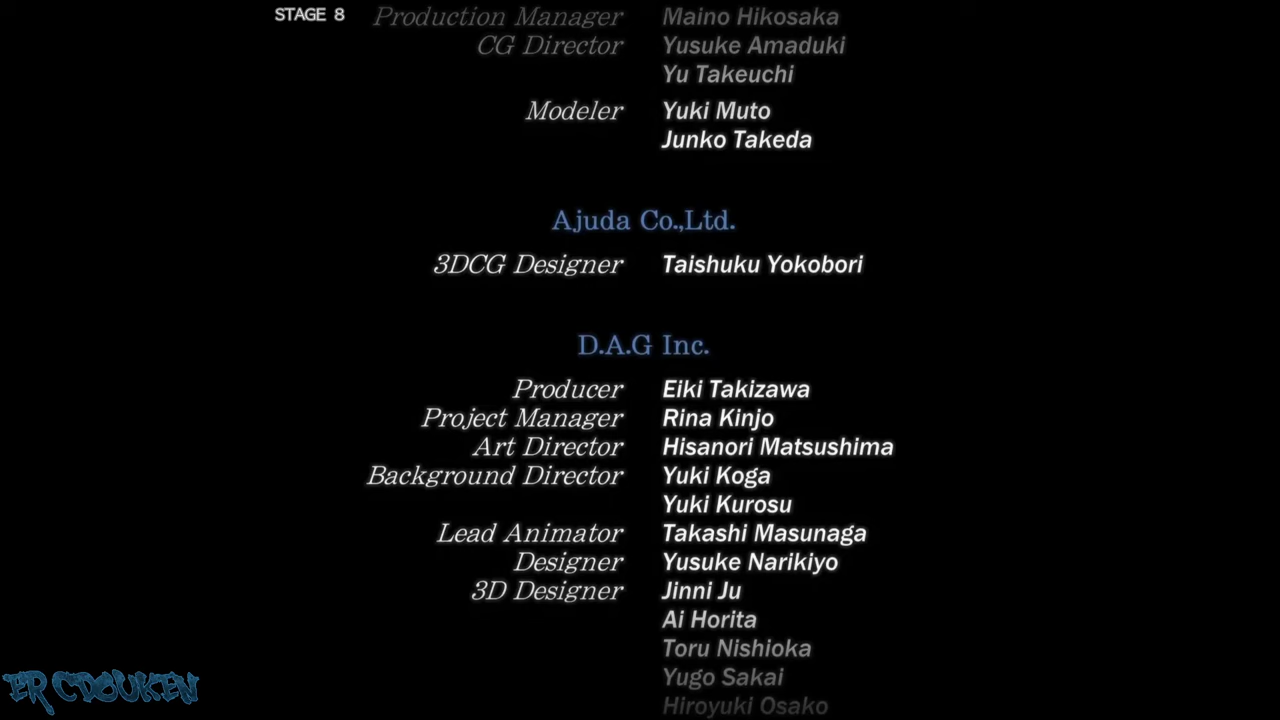 STAGE 8
Production Manager Maino Hikosaka
CG Director Yusuke Amaduki
Yu Takeuchi
Modeler Yuki Muto
Junko Takeda
Ajuda Co.,Ltd.
3DCG Designer Taishuku Yokobori
D.A.G Inc.
Producer Eiki Takizawa
Project Manager Rina Kinjo
Art Director Hisanori Matsushima
Background Director Yuki Koga
Yuki Kurosu
Lead Animator Takashi Masunaga
Designer Yusuke Narikiyo
3D Designer Jinni Ju
Ai Horita
Toru Nishioka
Yugo Sakai
Hiroyuki Osako